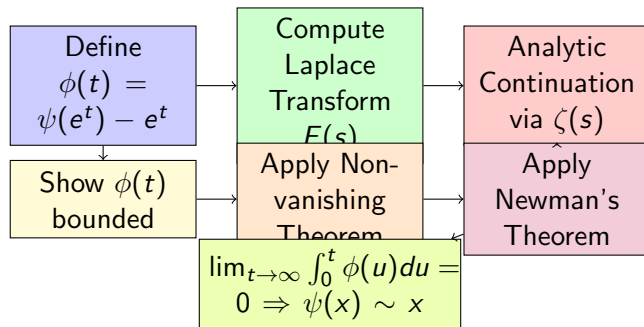 Define
ϕ(t) =
ψ(e^t) − e^t
Compute
Laplace
Transform
F(s)
Analytic
Continuation
via ζ(s)
Show ϕ(t)
bounded
Apply Non-
vanishing
Theorem
Apply
Newman's
Theorem
lim_{t→∞} ∫_0^t ϕ(u)du =
0 ⇒ ψ(x) ∼ x